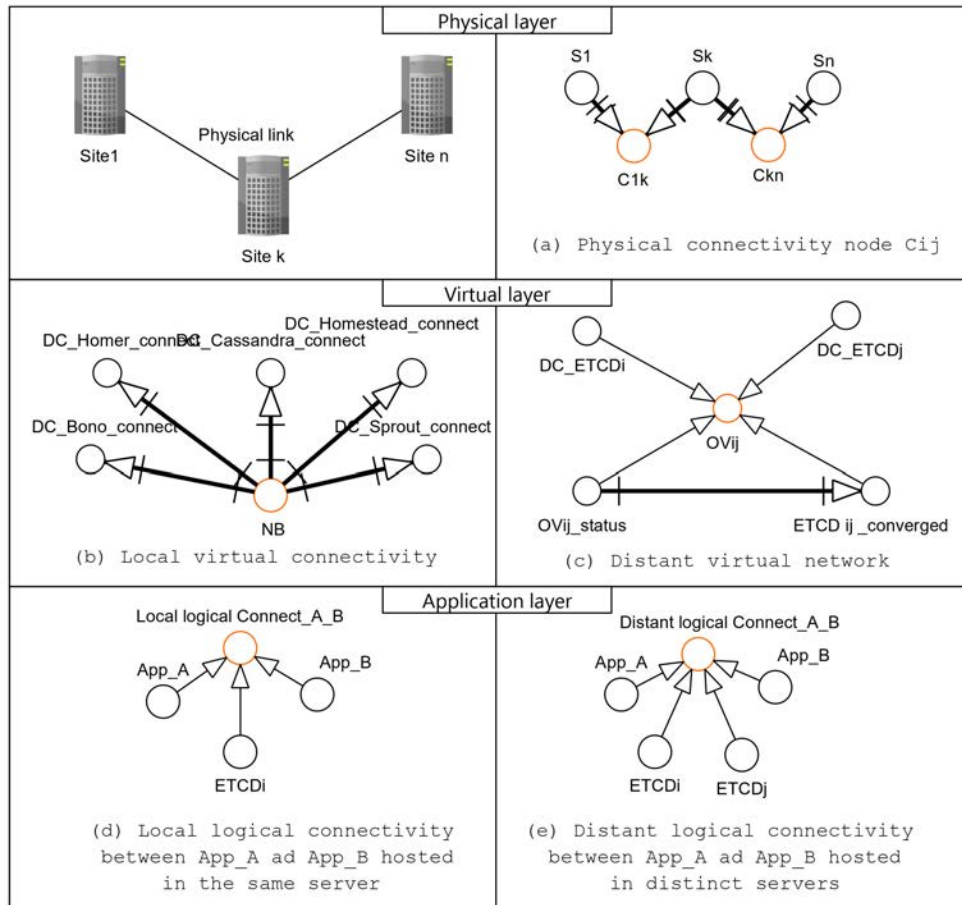 Physical layer
Site1
Physical link
Site n
Site k
S1
Sk
Sn
C1k
Ckn
(a) Physical connectivity node Cij
Virtual layer
DC_Homer_connect
DC_Cassandra_connect
DC_Homestead_connect
DC_Bono_connect
DC_Sprout_connect
NB
(b) Local virtual connectivity
DC_ETCDi
DC_ETCDj
OVij
OVij_status
ETCD ij _converged
(c) Distant virtual network
Application layer
Local logical Connect_A_B
App_A
App_B
ETCDi
(d) Local logical connectivity
between App_A ad App_B hosted
in the same server
Distant logical Connect_A_B
App_A
App_B
ETCDi
ETCDj
(e) Distant logical connectivity
between App_A ad App_B hosted
in distinct servers